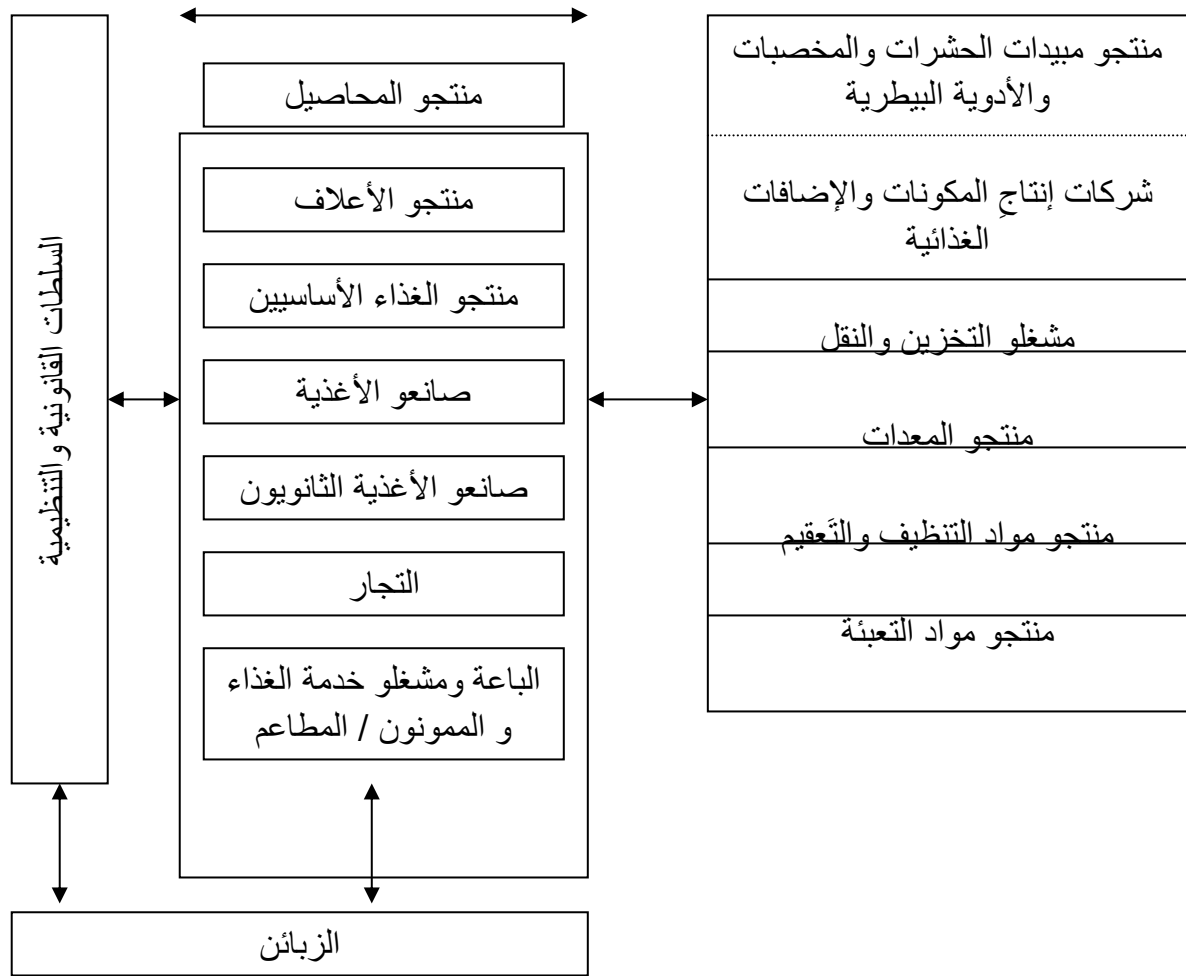 منتجو مبيدات الحشرات والمخصبات
والأدوية البيطرية
شركات إنتاجِ المكونات والإضافات
الغذائية
مشغلو التخزين والنقل
منتجو المعدات
منتجو مواد التنظيف والتَعقيم
منتجو مواد التعبئة
منتجو المحاصيل
منتجو الأعلاف
منتجو الغذاء الأساسيين
صانعو الأغذية
صانعو الأغذية الثانويون
التجار
الباعة ومشغلو خدمة الغذاء
و الممونون / المطاعم
السلطات القانونية والتنظيمية
الزبائن